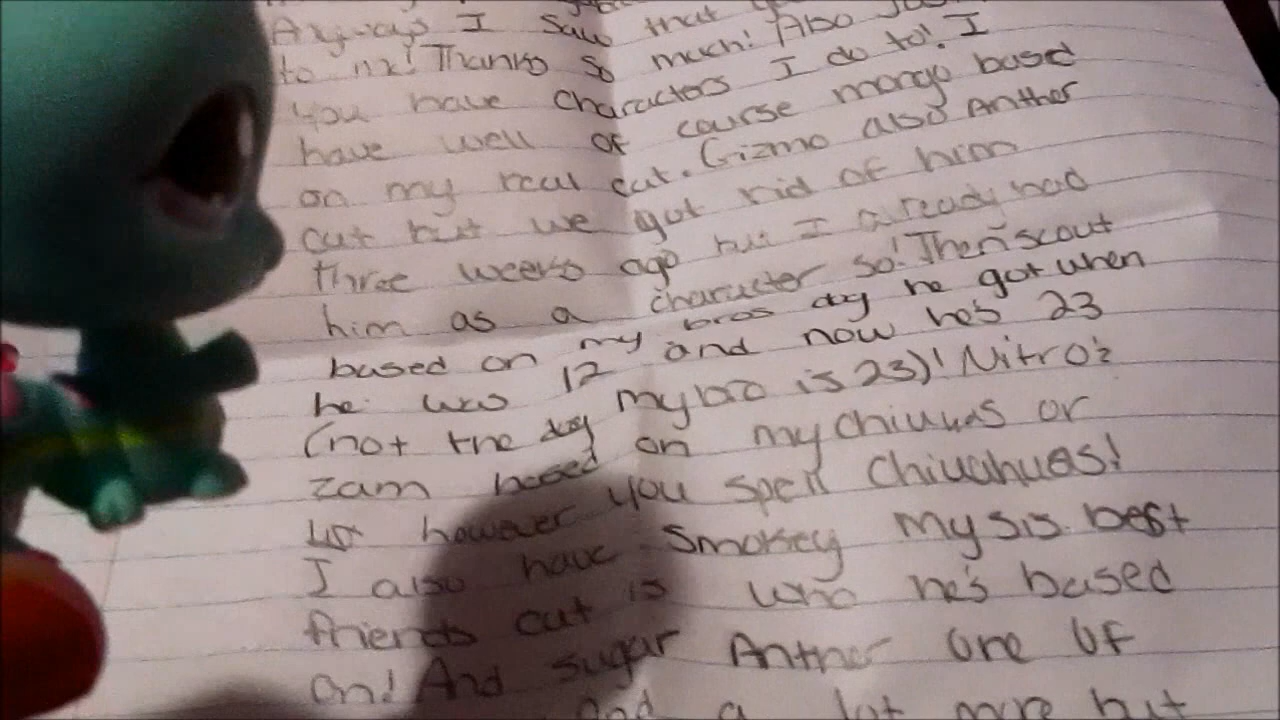 Anyways I saw that
to me! Thanks so much! Also
you have characters I do to! I
have well of course mango based
on my real cat. Gizmo also Anther
cat but we got rid of him
three weeks ago but I already had
him as a character so! Then scout
based on my bros dog he got when
he was 12 and now he's 23
(not the dog my bro is 23)! Nitro &
zam based on my chiuuas or
however you spell Chiuahuas!
I also have Smokey my sis best
friends cat is who he's based
on! And sugar Anther one of
and a lot more but